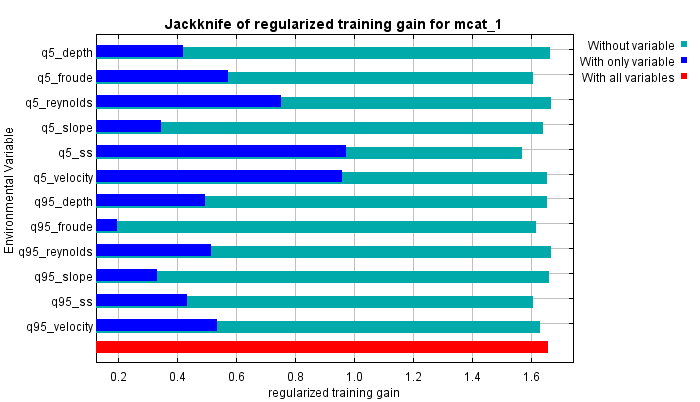 Jackknife of regularized training gain for mcat_1
Without variable
With only variable
With all variables
Environmental Variable
q5_depth
q5_froude
q5_reynolds
q5_slope
q5_ss
q5_velocity
q95_depth
q95_froude
q95_reynolds
q95_slope
q95_ss
q95_velocity
0.2 0.4 0.6 0.8 1.0 1.2 1.4 1.6
regularized training gain